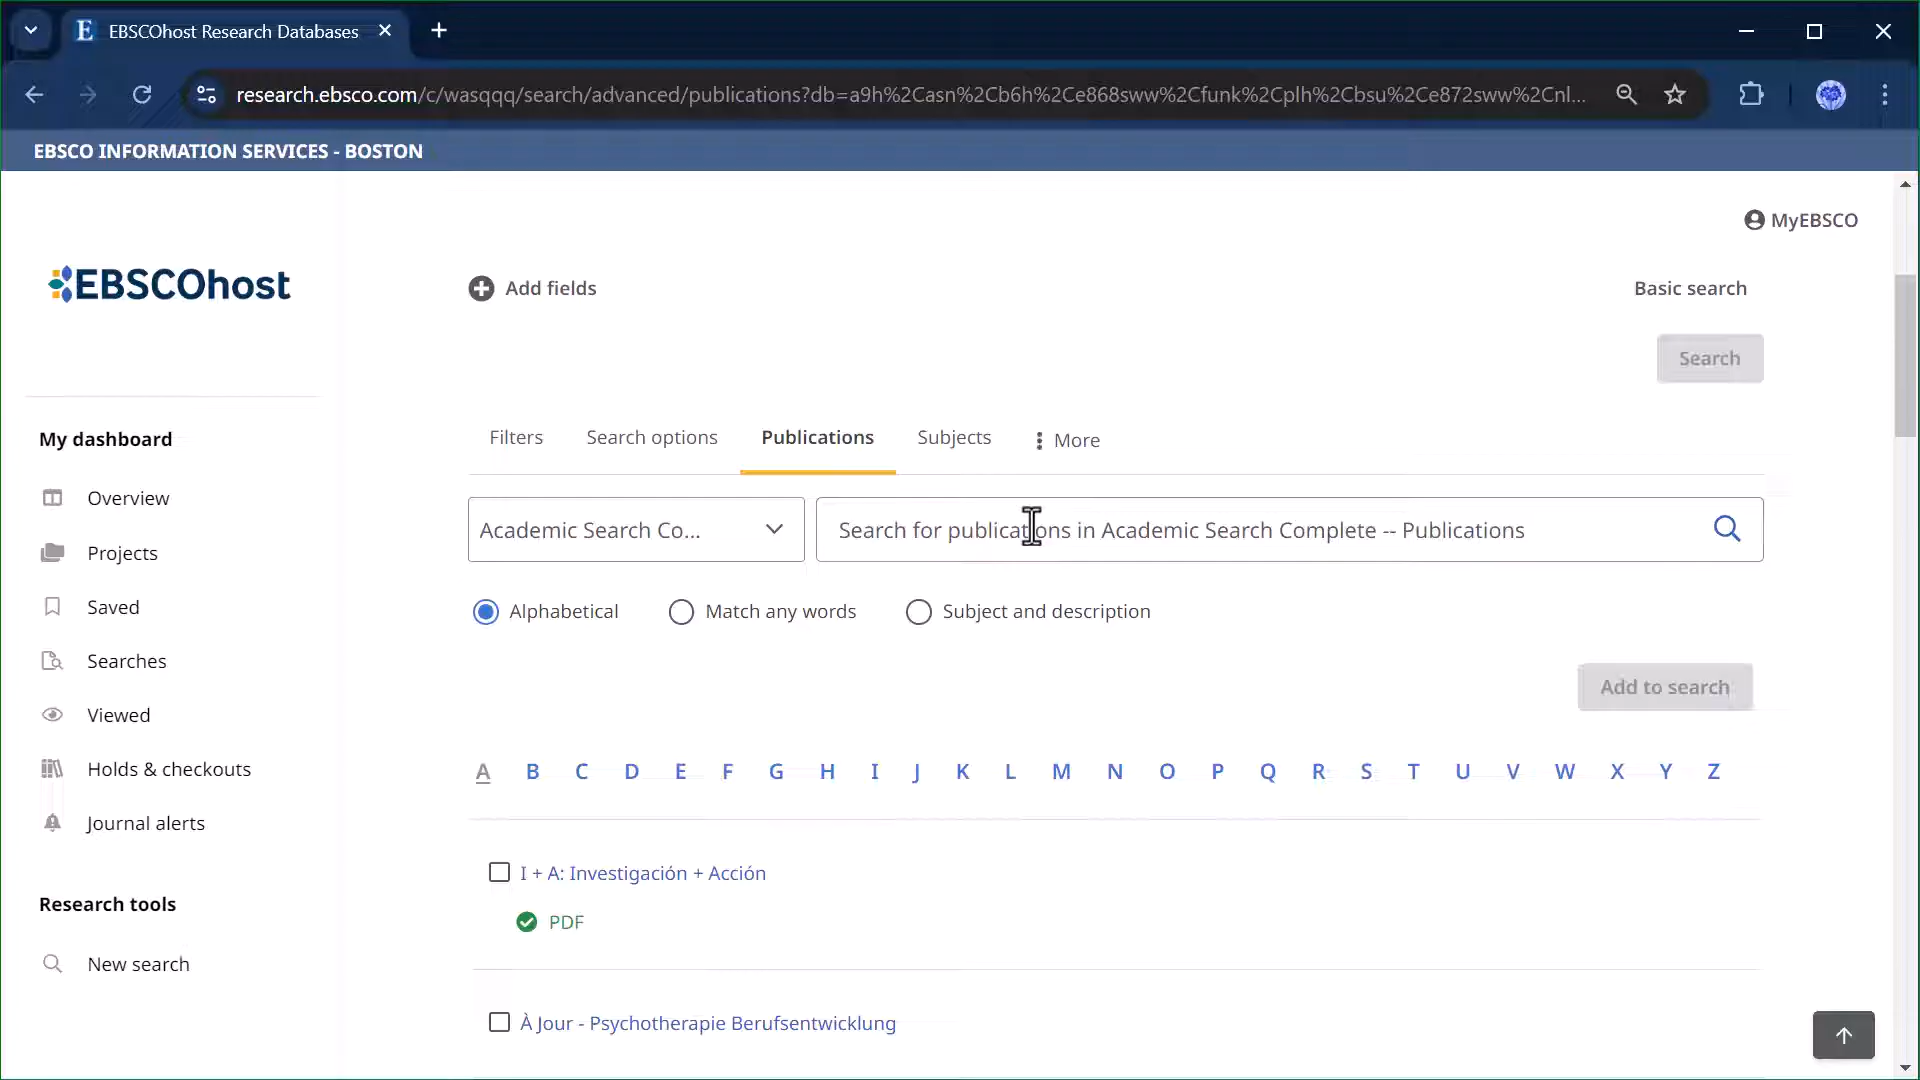 EBSCOhost Research Databases
research.ebsco.com/c/wasqqq/search/advanced/publications?db=a9h%2Casn%2Cb6h%2Ce868sww%2Cfunk%2Cplh%2Cbsu%2Ce872sww%2Cnl...
EBSCO INFORMATION SERVICES - BOSTON
MyEBSCO
EBSCOhost
Add fields
Basic search
Search
Filters Search options Publications Subjects More
Academic Search Co... Search for publications in Academic Search Complete -- Publications
Alphabetical Match any words Subject and description
Add to search
A B C D E F G H I J K L M N O P Q R S T U V W X Y Z
I + A: Investigación + Acción
PDF
À Jour - Psychotherapie Berufsentwicklung
My dashboard
Overview
Projects
Saved
Searches
Viewed
Holds & checkouts
Journal alerts
Research tools
New search